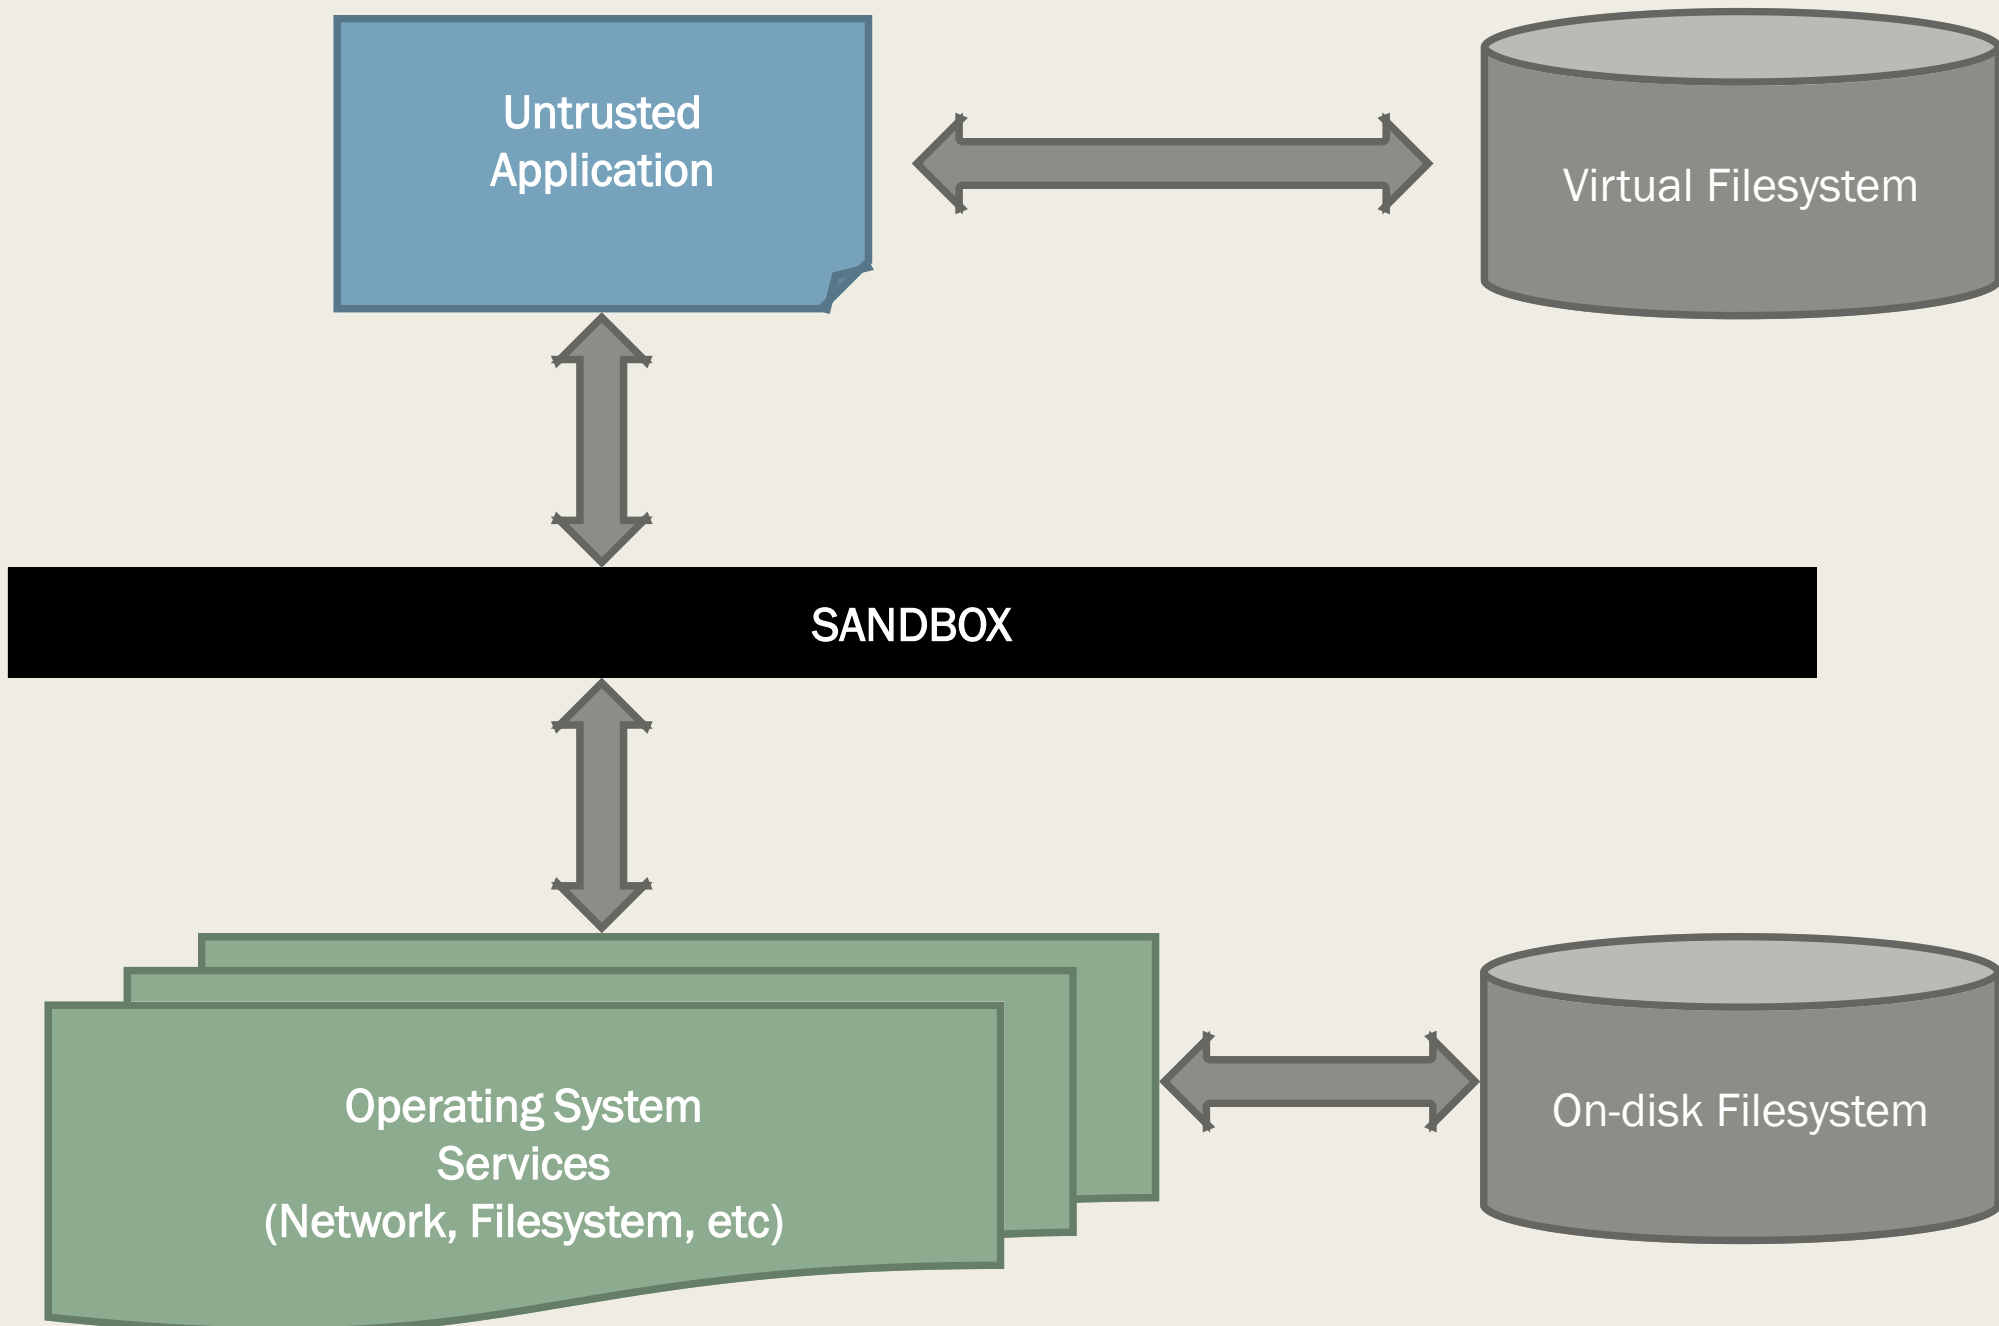 Untrusted
Application
Virtual Filesystem
SANDBOX
Operating System
Services
(Network, Filesystem, etc)
On-disk Filesystem